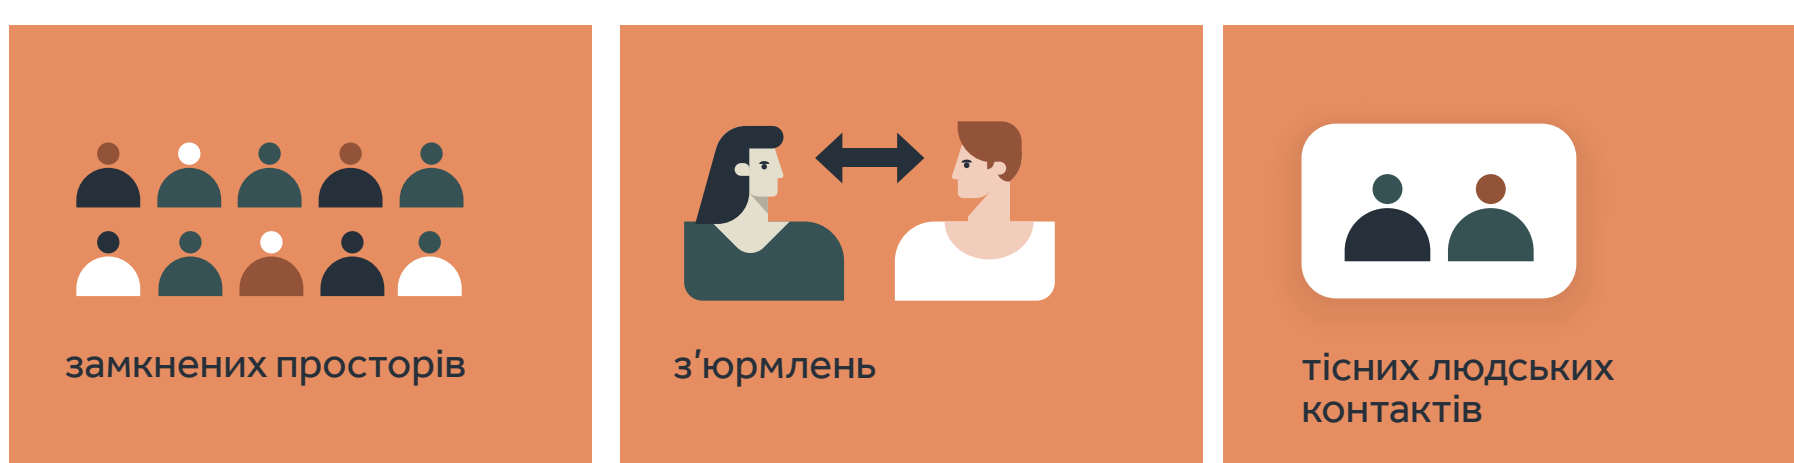 замкнених просторів
з'юрмлень
тісних людських
контактів